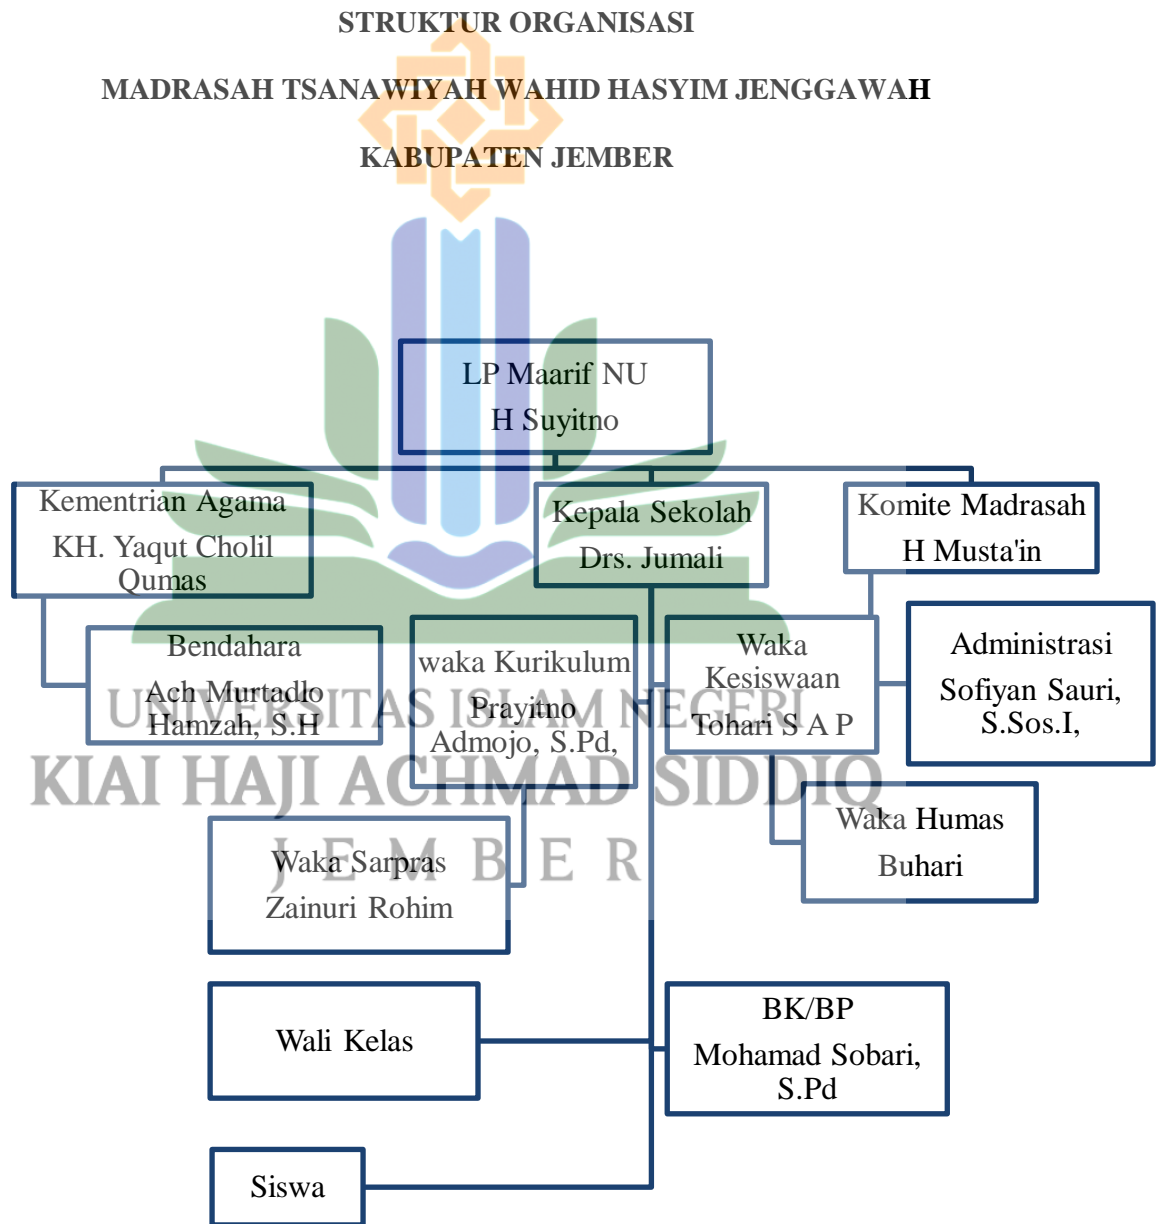 STRUKTUR ORGANISASI
MADRASAH TSANAWIYAH WAHID HASYIM JENGGAWAH
KABUPATEN JEMBER
LP Maarif NU
H Suyitno
Kementrian Agama
KH. Yaqut Cholil
Qumas
Kepala Sekolah
Drs. Jumali
Komite Madrasah
H Musta'in
Bendahara
Ach Murtadlo
Hamzah, S.H
waka Kurikulum
Prayitno
Admojo, S.Pd,
Waka
Kesiswaan
Tohari S A P
Administrasi
Sofiyan Sauri,
S.Sos.I,
UNIVERSITAS ISLAM NEGERI
KIAI HAJI ACHMAD SIDDIQ
JEMBER
Waka Sarpras
Zainuri Rohim
Waka Humas
Buhari
Wali Kelas
BK/BP
Mohamad Sobari,
S.Pd
Siswa